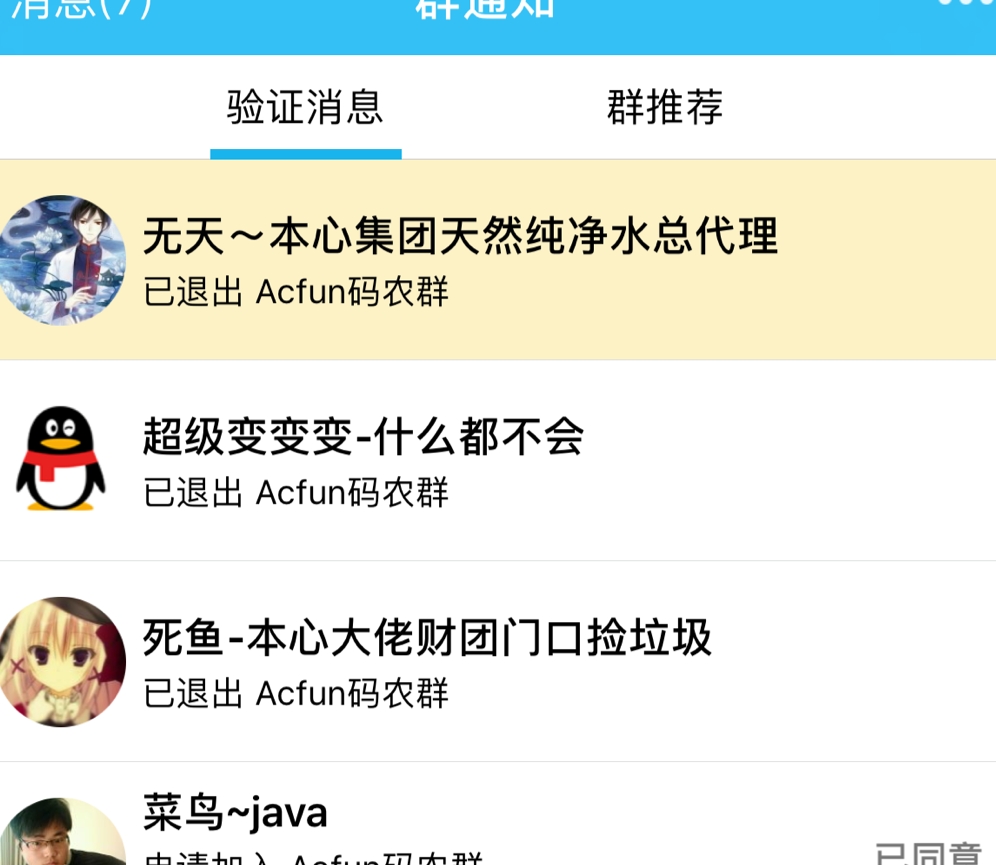 消息(7)
群通知
验证消息
群推荐
无天～本心集团天然纯净水总代理
已退出 Acfun码农群
超级变变变-什么都不会
已退出 Acfun码农群
死鱼-本心大佬财团门口捡垃圾
已退出 Acfun码农群
菜鸟~java
申请加入 Acfun码农群
已同意